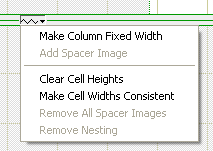 Make Column Fixed Width
Add Spacer Image
Clear Cell Heights
Make Cell Widths Consistent
Remove All Spacer Images
Remove Nesting